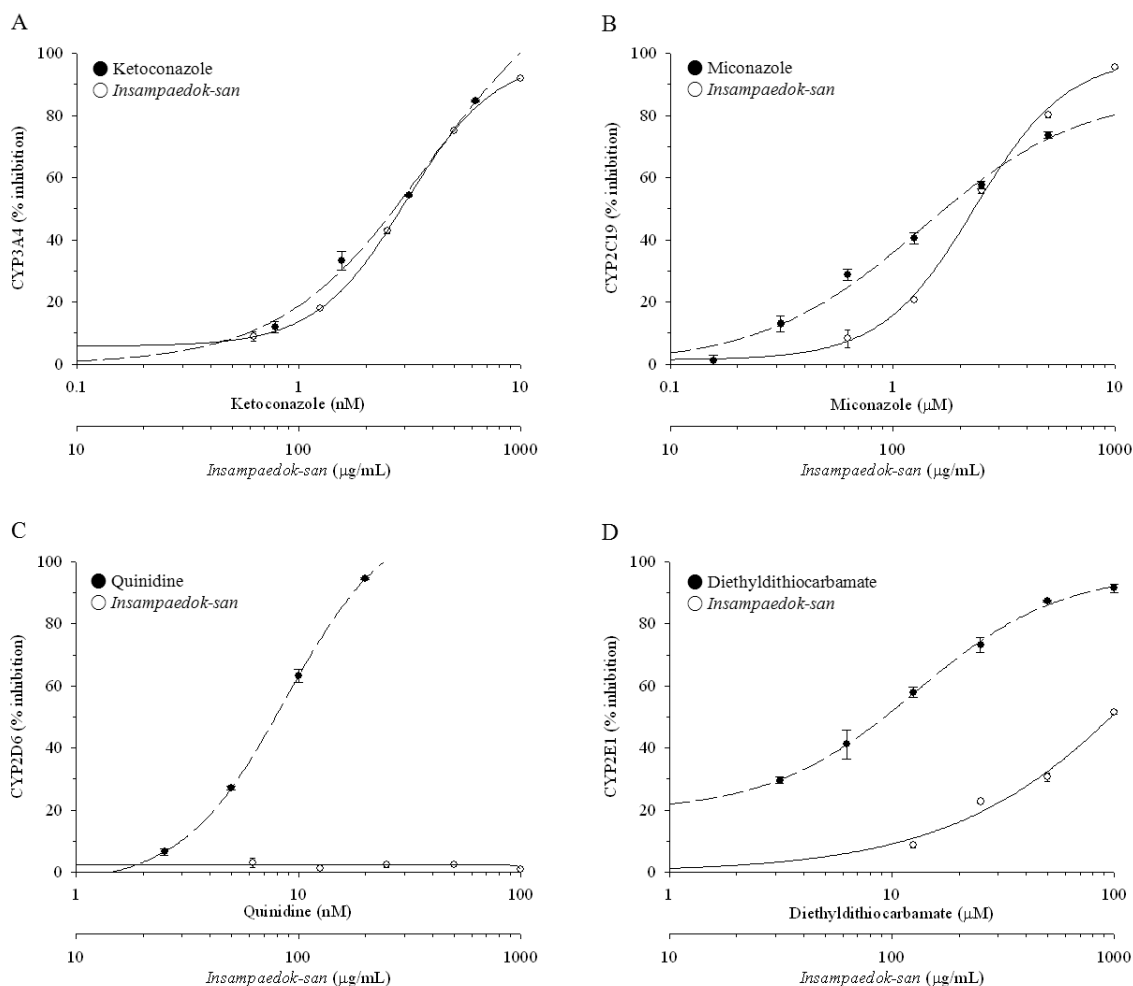 A
100
80
60
40
20
0
CYP3A4 (% inhibition)
Ketoconazole
Insampaedok-san
0.1 1 10
Ketoconazole (nM)
10 100 1000
Insampaedok-san (μg/mL)
B
100
80
60
40
20
0
CYP2C19 (% inhibition)
Miconazole
Insampaedok-san
0.1 1 10
Miconazole (μM)
10 100 1000
Insampaedok-san (μg/mL)
C
100
80
60
40
20
0
CYP2D6 (% inhibition)
Quinidine
Insampaedok-san
1 10 100
Quinidine (nM)
10 100 1000
Insampaedok-san (μg/mL)
D
100
80
60
40
20
0
CYP2E1 (% inhibition)
Diethyldithiocarbamate
Insampaedok-san
1 10 100
Diethyldithiocarbamate (μM)
10 100 1000
Insampaedok-san (μg/mL)